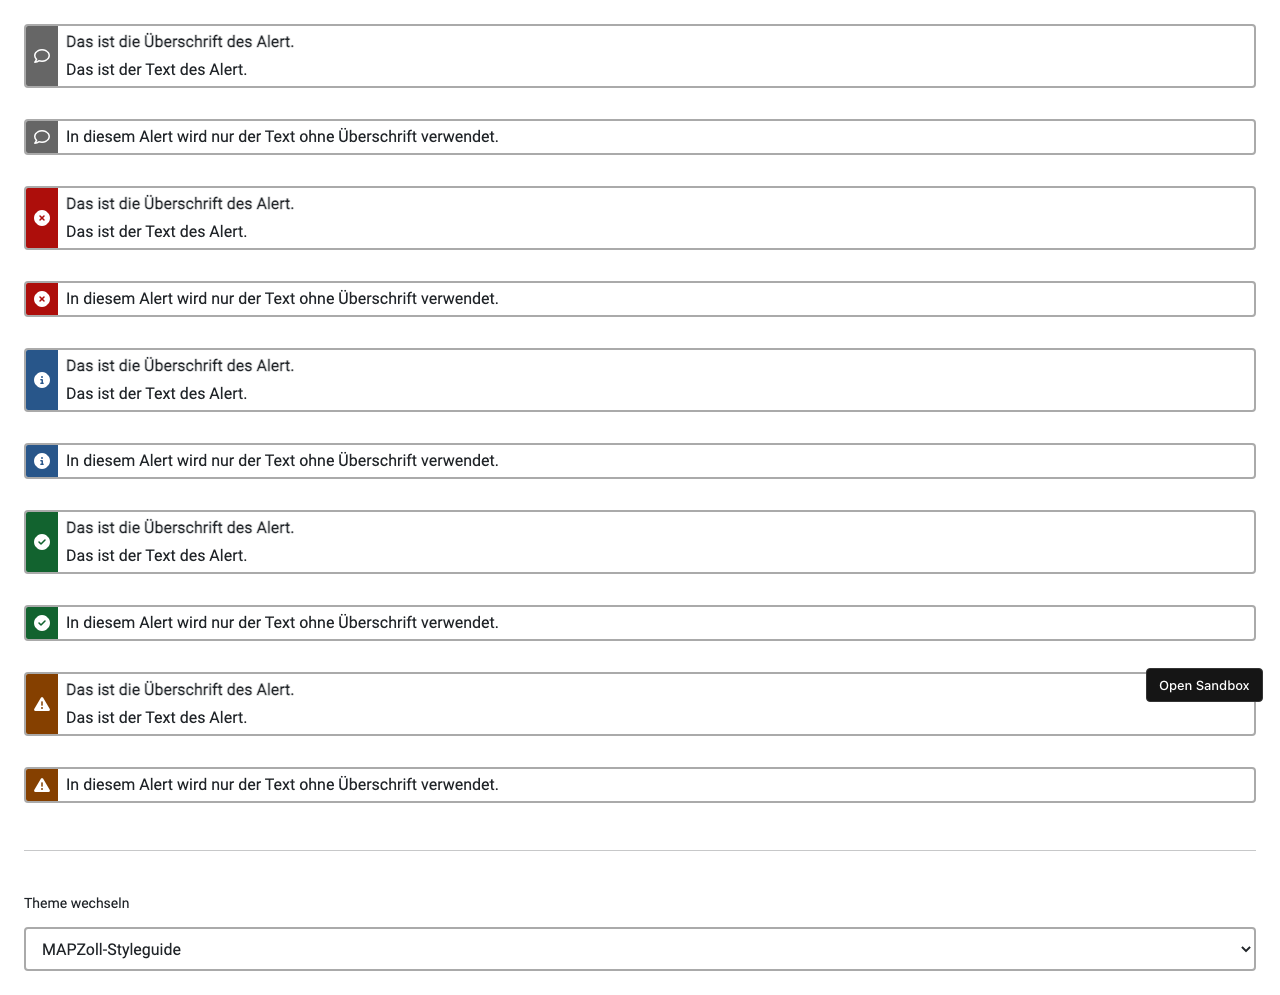 Das ist die Überschrift des Alert.
Das ist der Text des Alert.
In diesem Alert wird nur der Text ohne Überschrift verwendet.
Das ist die Überschrift des Alert.
Das ist der Text des Alert.
In diesem Alert wird nur der Text ohne Überschrift verwendet.
Das ist die Überschrift des Alert.
Das ist der Text des Alert.
In diesem Alert wird nur der Text ohne Überschrift verwendet.
Das ist die Überschrift des Alert.
Das ist der Text des Alert.
In diesem Alert wird nur der Text ohne Überschrift verwendet.
Das ist die Überschrift des Alert.
Open Sandbox
Das ist der Text des Alert.
In diesem Alert wird nur der Text ohne Überschrift verwendet.
Theme wechseln
MAPZoll-Styleguide